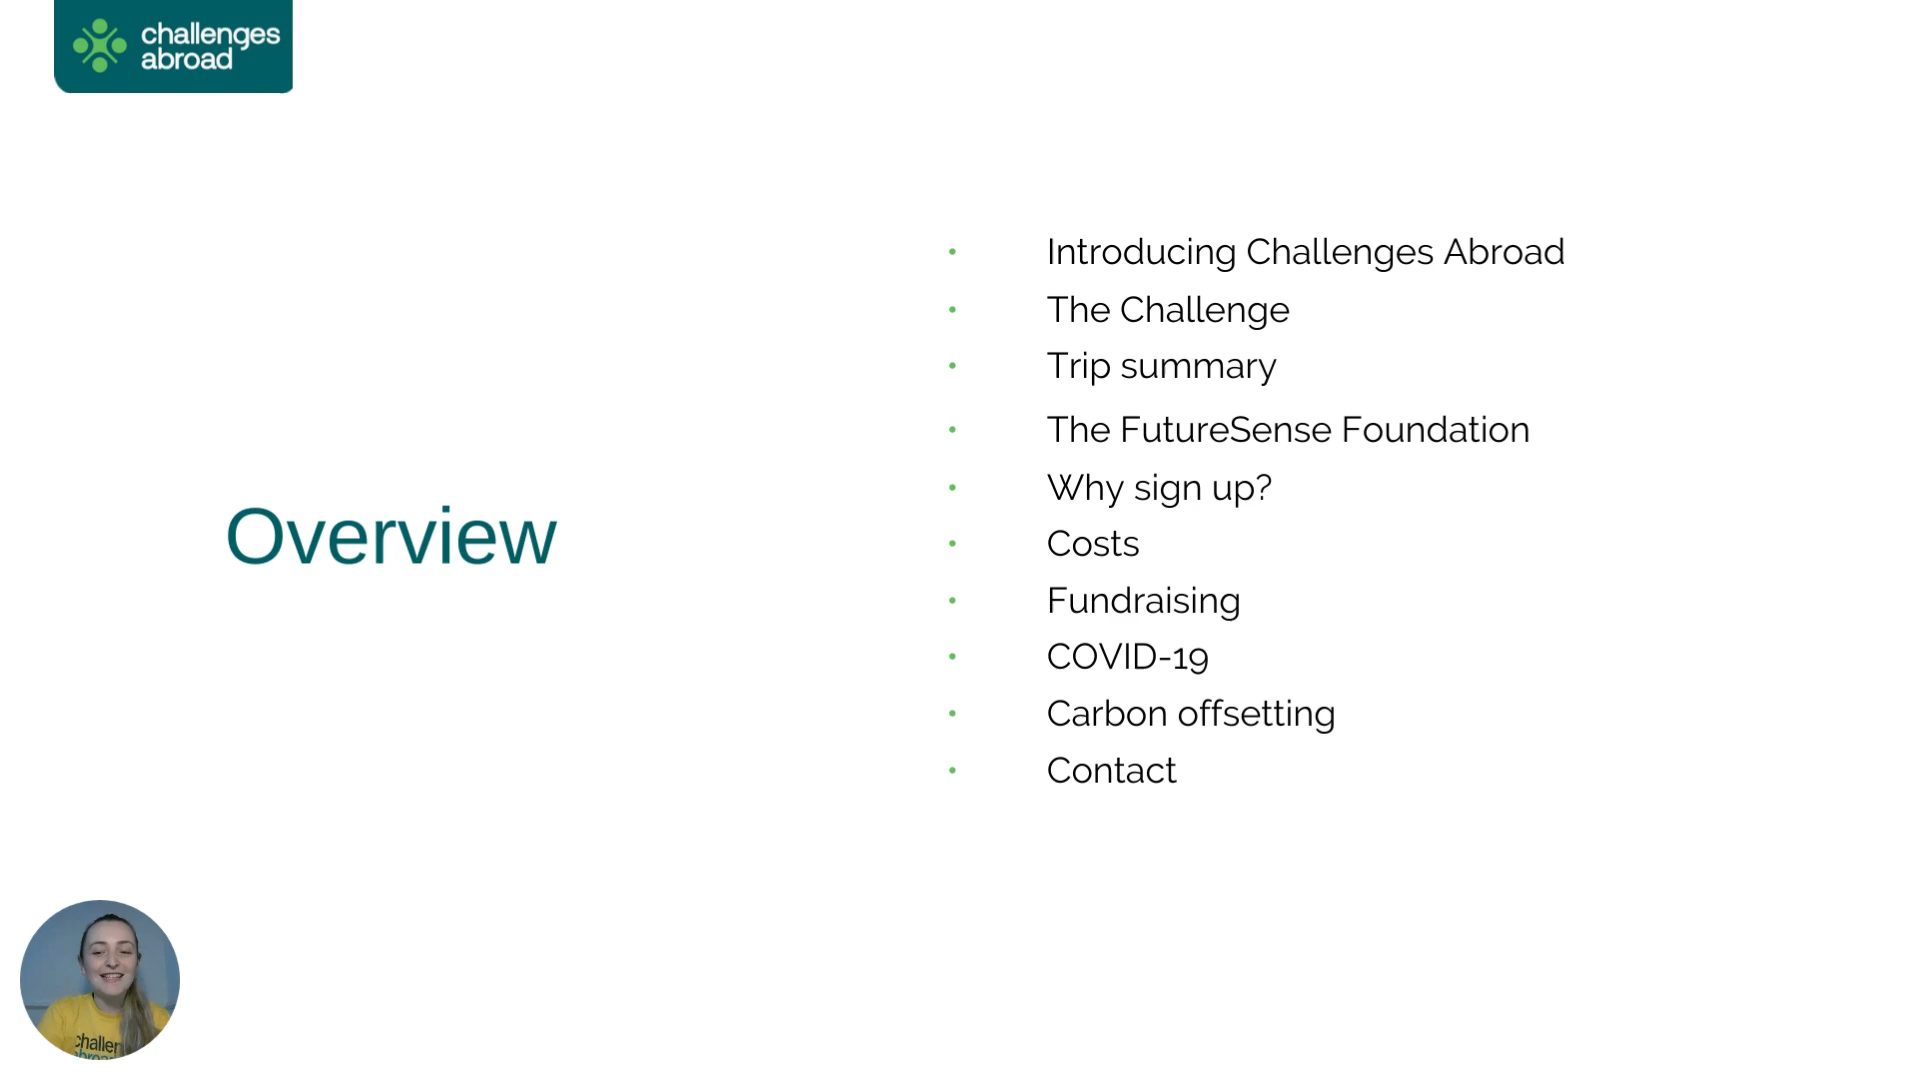 challenges
abroad
Overview
• Introducing Challenges Abroad
• The Challenge
• Trip summary
• The FutureSense Foundation
• Why sign up?
• Costs
• Fundraising
• COVID-19
• Carbon offsetting
• Contact